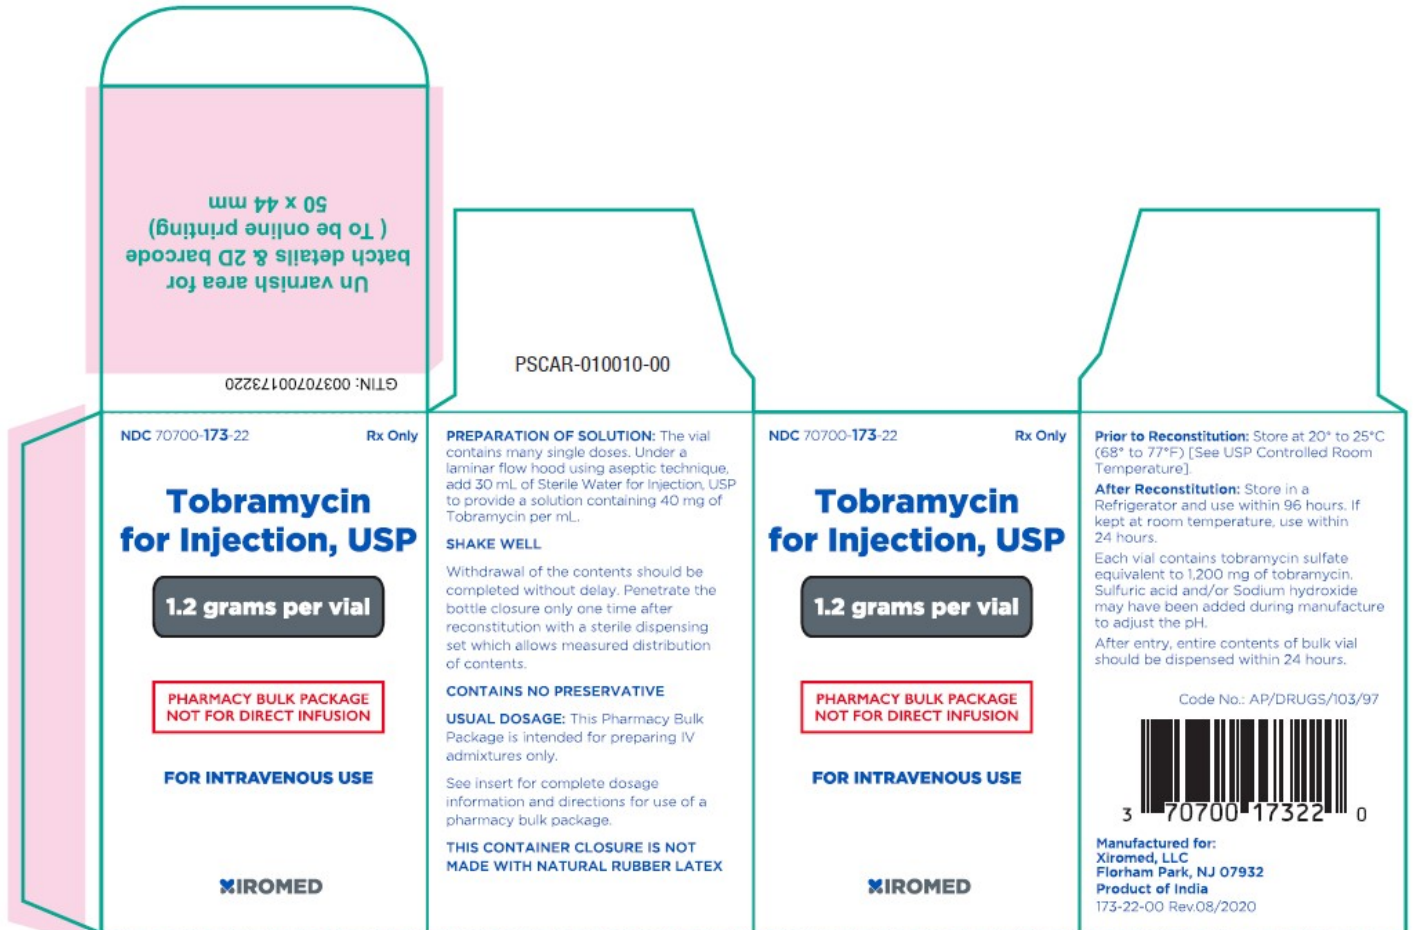 Un varnish area for
batch details & 2D barcode
( To be online printing)
50 x 44 mm
GTIN: 00370700173220
PSCAR-010010-00
NDC 70700-173-22 Rx Only
Tobramycin
for Injection, USP
1.2 grams per vial
PHARMACY BULK PACKAGE
NOT FOR DIRECT INFUSION
FOR INTRAVENOUS USE
XIROMED
PREPARATION OF SOLUTION: The vial
contains many single doses. Under a
laminar flow hood using aseptic technique,
add 30 mL of Sterile Water for Injection, USP
to provide a solution containing 40 mg of
Tobramycin per mL.
SHAKE WELL
Withdrawal of the contents should be
completed without delay. Penetrate the
bottle closure only one time after
reconstitution with a sterile dispensing
set which allows measured distribution
of contents.
CONTAINS NO PRESERVATIVE
USUAL DOSAGE: This Pharmacy Bulk
Package is intended for preparing IV
admixtures only.
See insert for complete dosage
information and directions for use of a
pharmacy bulk package.
THIS CONTAINER CLOSURE IS NOT
MADE WITH NATURAL RUBBER LATEX
NDC 70700-173-22 Rx Only
Tobramycin
for Injection, USP
1.2 grams per vial
PHARMACY BULK PACKAGE
NOT FOR DIRECT INFUSION
FOR INTRAVENOUS USE
XIROMED
Prior to Reconstitution: Store at 20° to 25°C
(68° to 77°F) [See USP Controlled Room
Temperature].
After Reconstitution: Store in a
Refrigerator and use within 96 hours. If
kept at room temperature, use within
24 hours.
Each vial contains tobramycin sulfate
equivalent to 1,200 mg of tobramycin.
Sulfuric acid and/or Sodium hydroxide
may have been added during manufacture
to adjust the pH.
After entry, entire contents of bulk vial
should be dispensed within 24 hours.
Code No.: AP/DRUGS/103/97
3 70700 17322 0
Manufactured for:
Xiromed, LLC
Florham Park, NJ 07932
Product of India
173-22-00 Rev.08/2020